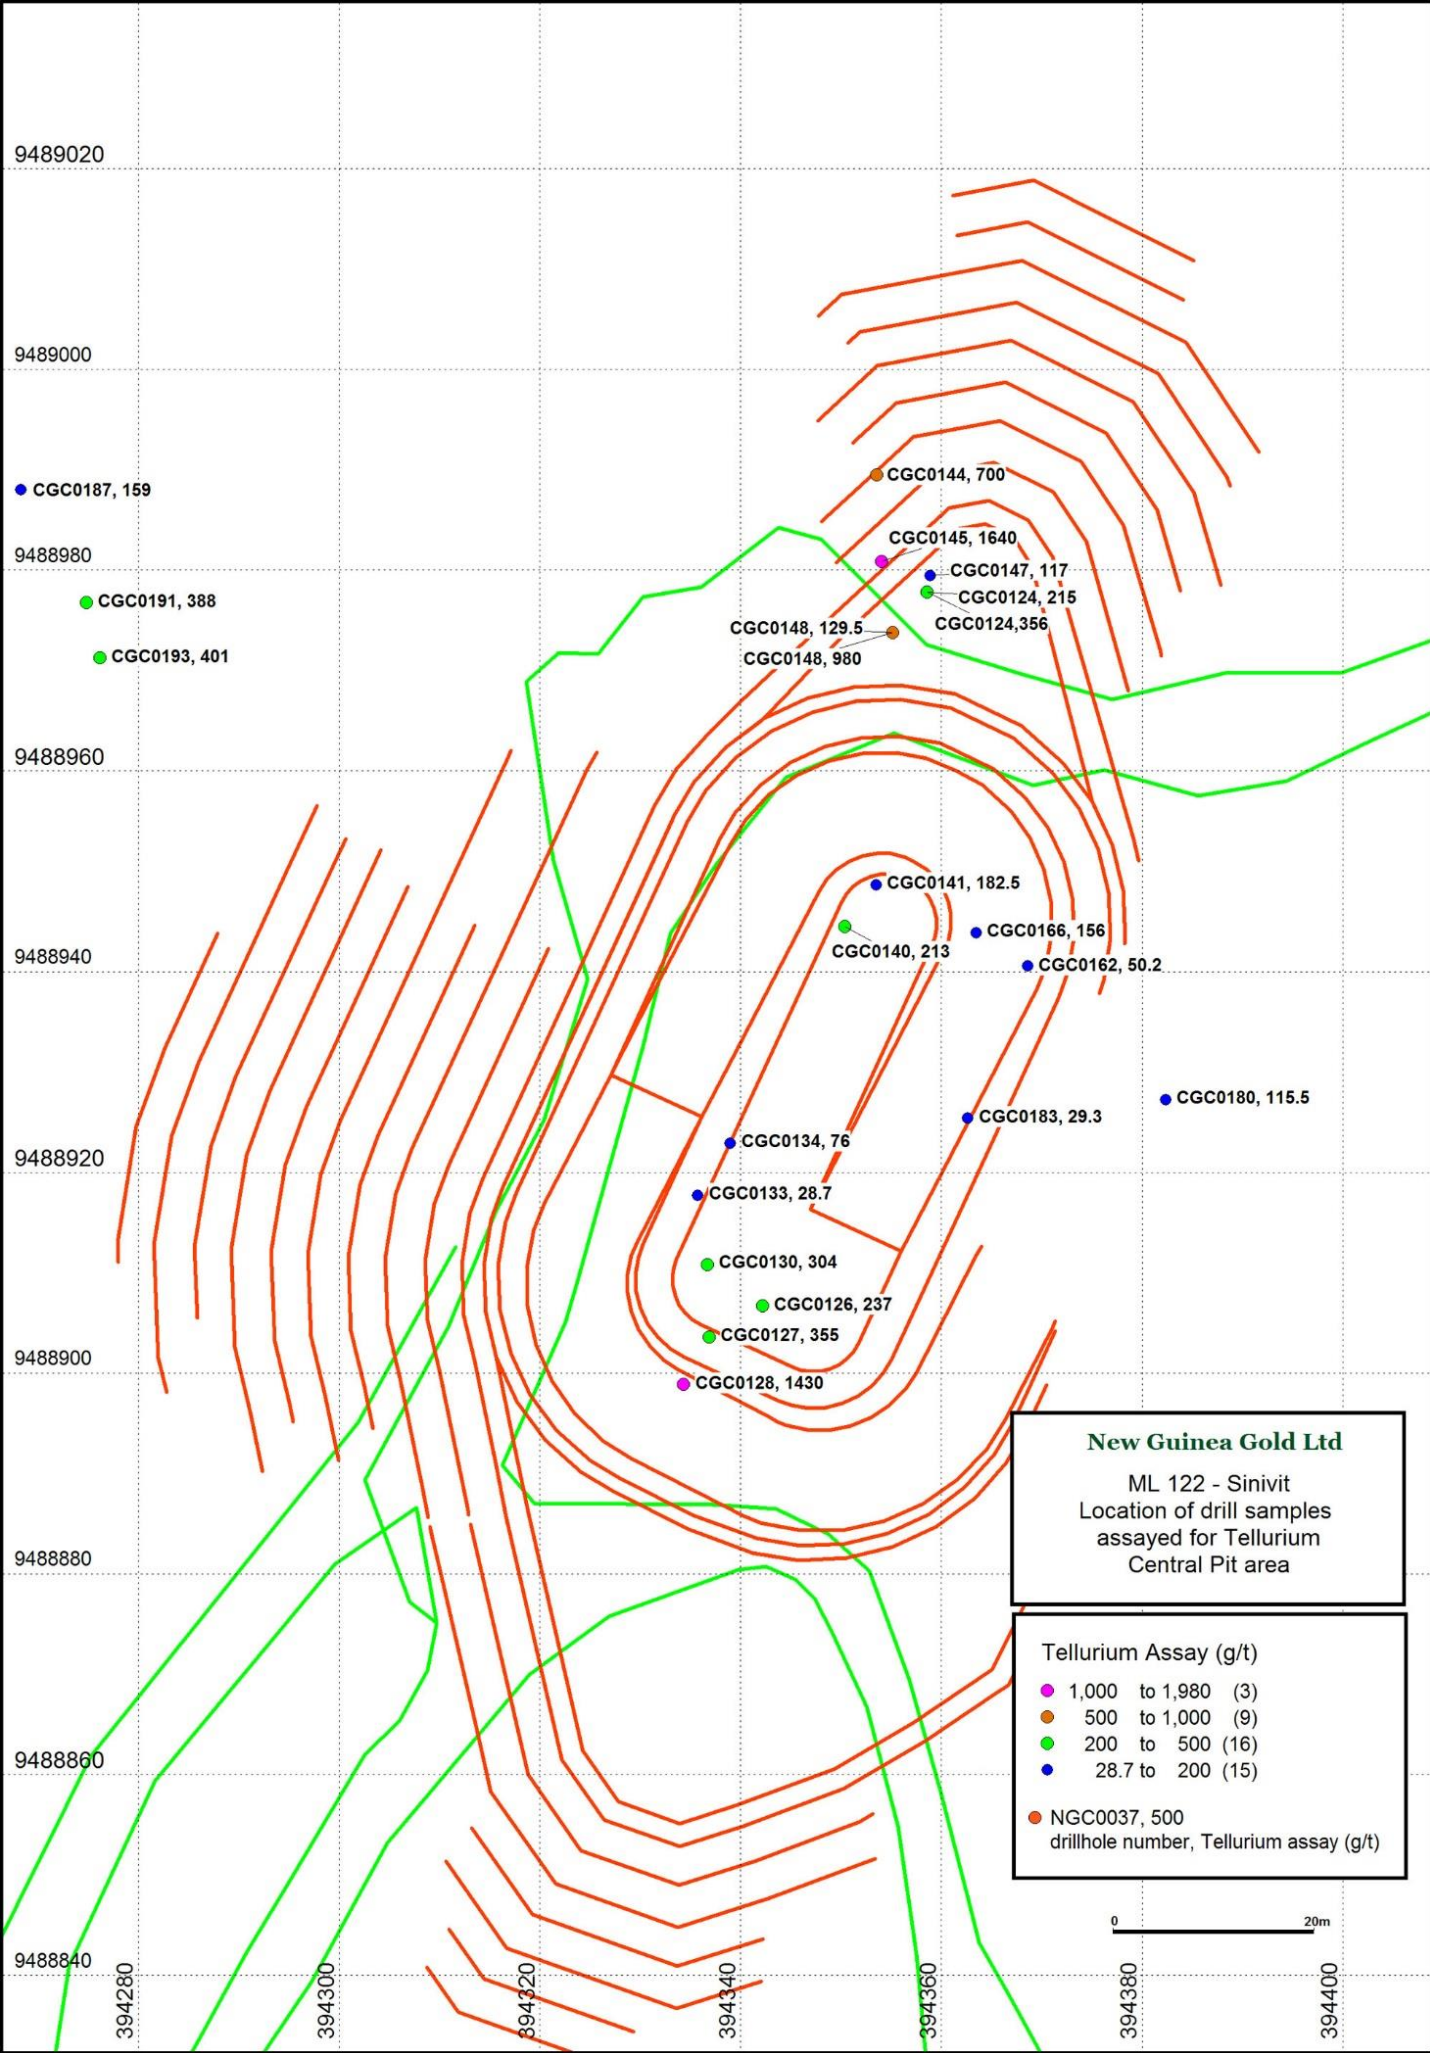 9489020
9489000
CGC0144, 700
CGC0187, 159
CGC0145, 1640
9488980
CGC0147, 117
CGC0191, 388
CGC0124, 215
CGC0124,356
CGC0148, 129.5
CGC0193, 401
CGC0148, 980
9488960
CGC0141, 182.5
CGC0166, 156
CGC0140, 213
9488940
CGC0162, 50.2
CGC0180, 115.5
CGC0183, 29.3
CGC0134, 76
9488920
CGC0133, 28.7
CGC0130, 304
CGC0126, 237
CGC0127, 355
9488900
CGC0128, 1430
New Guinea Gold Ltd
ML 122 - Sinivit
Location of drill samples
assayed for Tellurium
Central Pit area
9488880
Tellurium Assay (g/t)
1,000 to 1,980 (3)
500 to 1,000 (9)
200 to 500 (16)
28.7 to 200 (15)
9488860
NGC0037, 500
drillhole number, Tellurium assay (g/t)
0 20m
9488840
394280
394300
394320
394340
394360
394380
394400